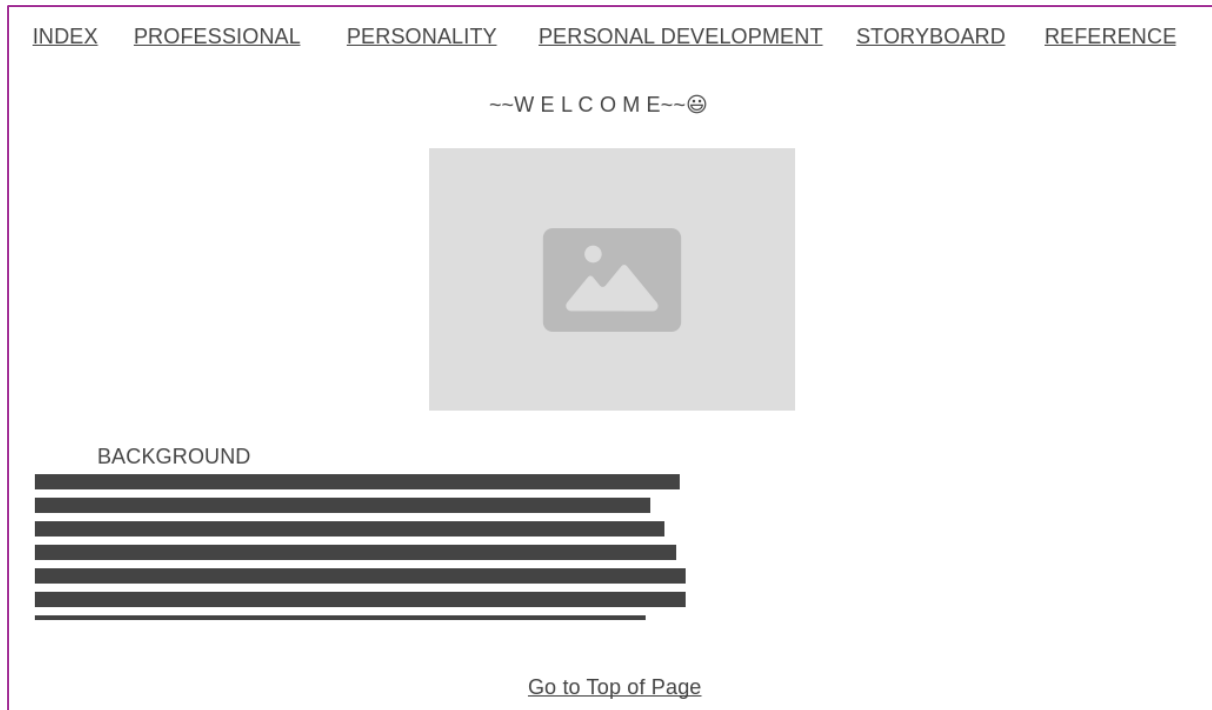 INDEX PROFESSIONAL PERSONALITY PERSONAL DEVELOPMENT STORYBOARD REFERENCE
~~W E L C O M E~~😃
BACKGROUND
Go to Top of Page